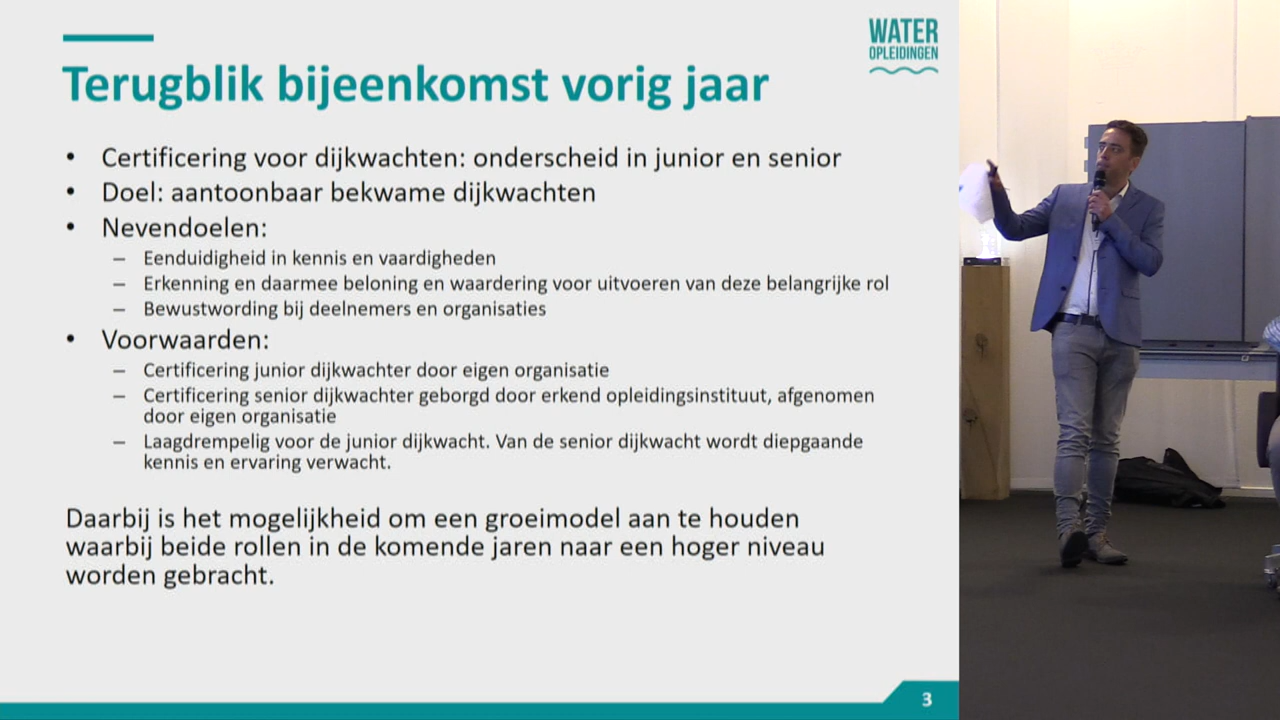 WATER
OPLEIDINGEN
Terugblik bijeenkomst vorig jaar
• Certificering voor dijkwachten: onderscheid in junior en senior
• Doel: aantoonbaar bekwame dijkwachten
• Nevendoelen:
– Eenduidigheid in kennis en vaardigheden
– Erkenning en daarmee beloning en waardering voor uitvoeren van deze belangrijke rol
– Bewustwording bij deelnemers en organisaties
• Voorwaarden:
– Certificering junior dijkwachter door eigen organisatie
– Certificering senior dijkwachter geborgd door erkend opleidingsinstituut, afgenomen
door eigen organisatie
– Laagdrempelig voor de junior dijkwacht. Van de senior dijkwacht wordt diepgaande
kennis en ervaring verwacht.
Daarbij is het mogelijkheid om een groeimodel aan te houden
waarbij beide rollen in de komende jaren naar een hoger niveau
worden gebracht.
3